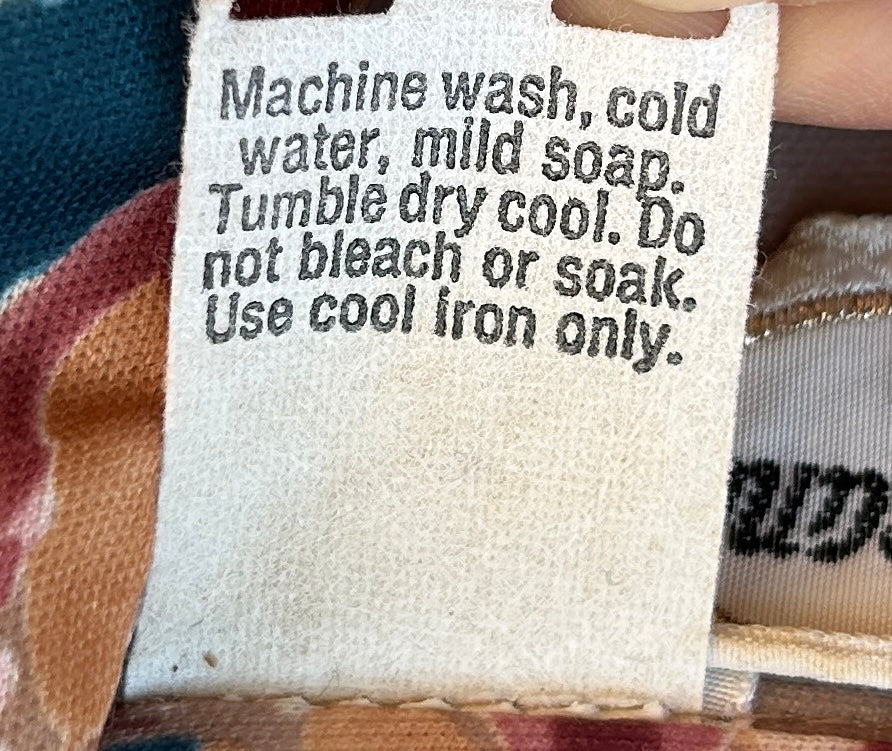 Machine wash, cold
water, mild soap.
Tumble dry cool. Do
not bleach or soak.
Use cool iron only.